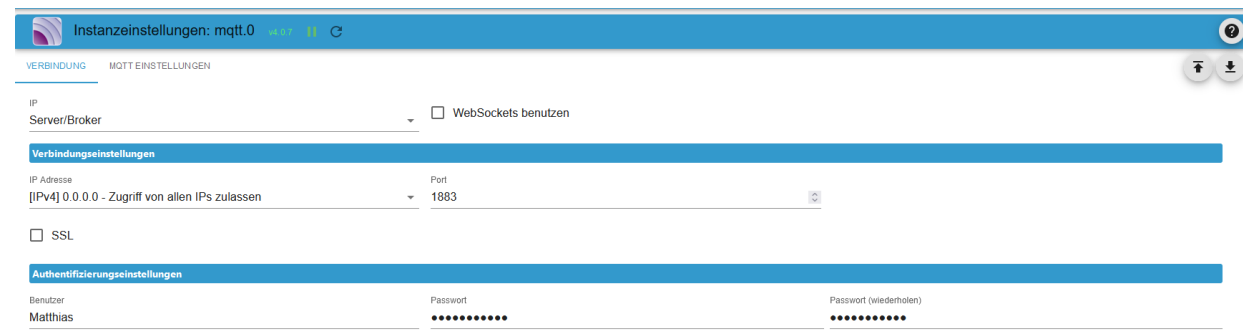 Instanzeinstellungen: mqtt.0 v4.0.7
VERBINDUNG MQTT EINSTELLUNGEN
IP
Server/Broker
WebSockets benutzen
Verbindungseinstellungen
IP Adresse Port
[IPv4] 0.0.0.0 - Zugriff von allen IPs zulassen 1883
SSL
Authentifizierungseinstellungen
Benutzer Passwort Passwort (wiederholen)
Matthias ••••••••••• •••••••••••